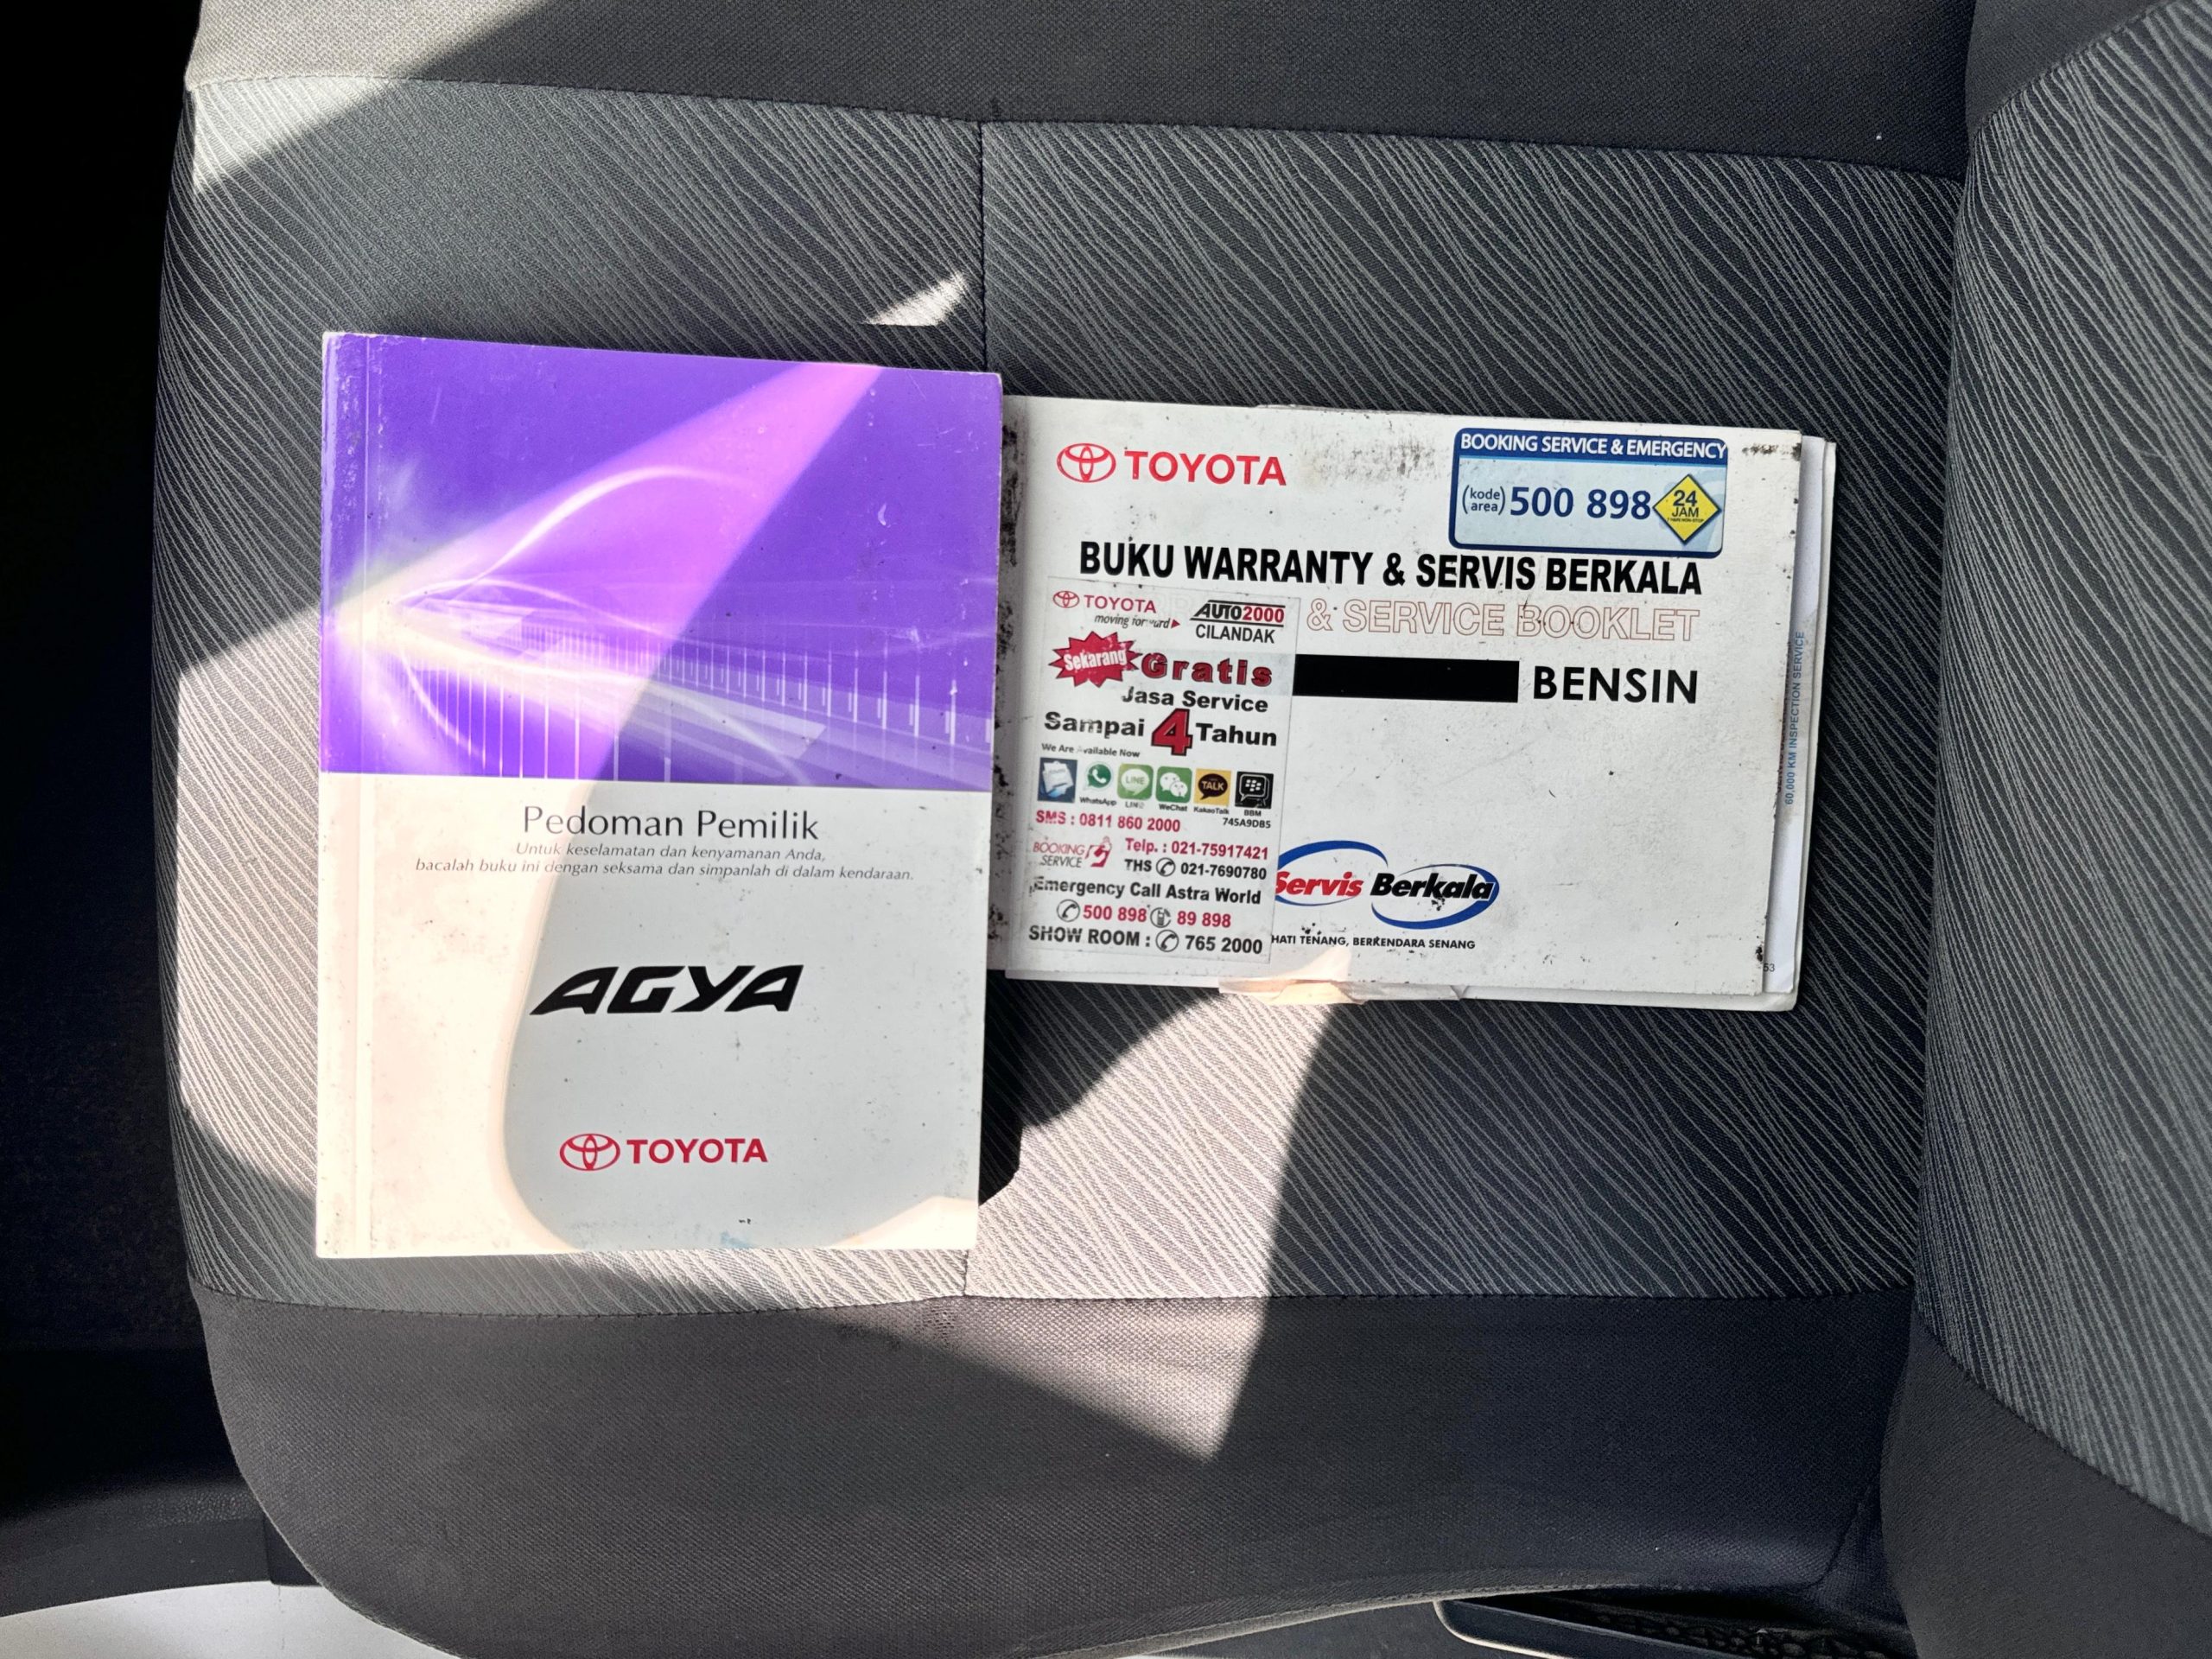 Pedoman Pemilik
Untuk keselamatan dan kenyamanan Anda,
bacalah buku ini dengan seksama dan simpanlah di dalam kendaraan.
AGYA
TOYOTA
TOYOTA
BOOKING SERVICE & EMERGENCY
(kode area) 500 898
24 JAM
BUKU WARRANTY & SERVIS BERKALA
& SERVICE BOOKLET
BENSIN
TOYOTA
moving forward
AUTO2000
CILANDAK
Sekarang Gratis
Jasa Service
Sampai 4 Tahun
We Are Available Now
WhatsApp LINE WeChat KakaoTalk BBM
TALK
SMS : 0811 860 2000 745A9DB5
BOOKING SERVICE
Telp. : 021-75917421
THS 021-7690780
Emergency Call Astra World
500 898 89 898
SHOW ROOM : 765 2000
Servis Berkala
HATI TENANG, BERKENDARA SENANG
53
60,000 KM INSPECTION SERVICE